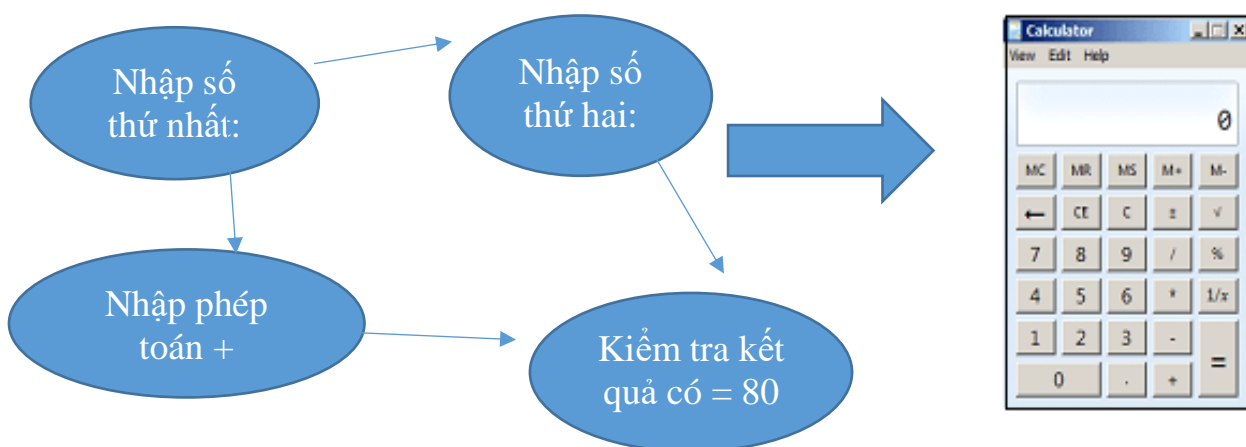 Nhập số
thứ nhất:
Nhập số
thứ hai:
Nhập phép
toán +
Kiểm tra kết
quả có = 80
Calculator
View Edit Help
0
MC MR MS M+ M-
← CE C ± √
7 8 9 / %
4 5 6 * 1/x
1 2 3 -
=
0 . +